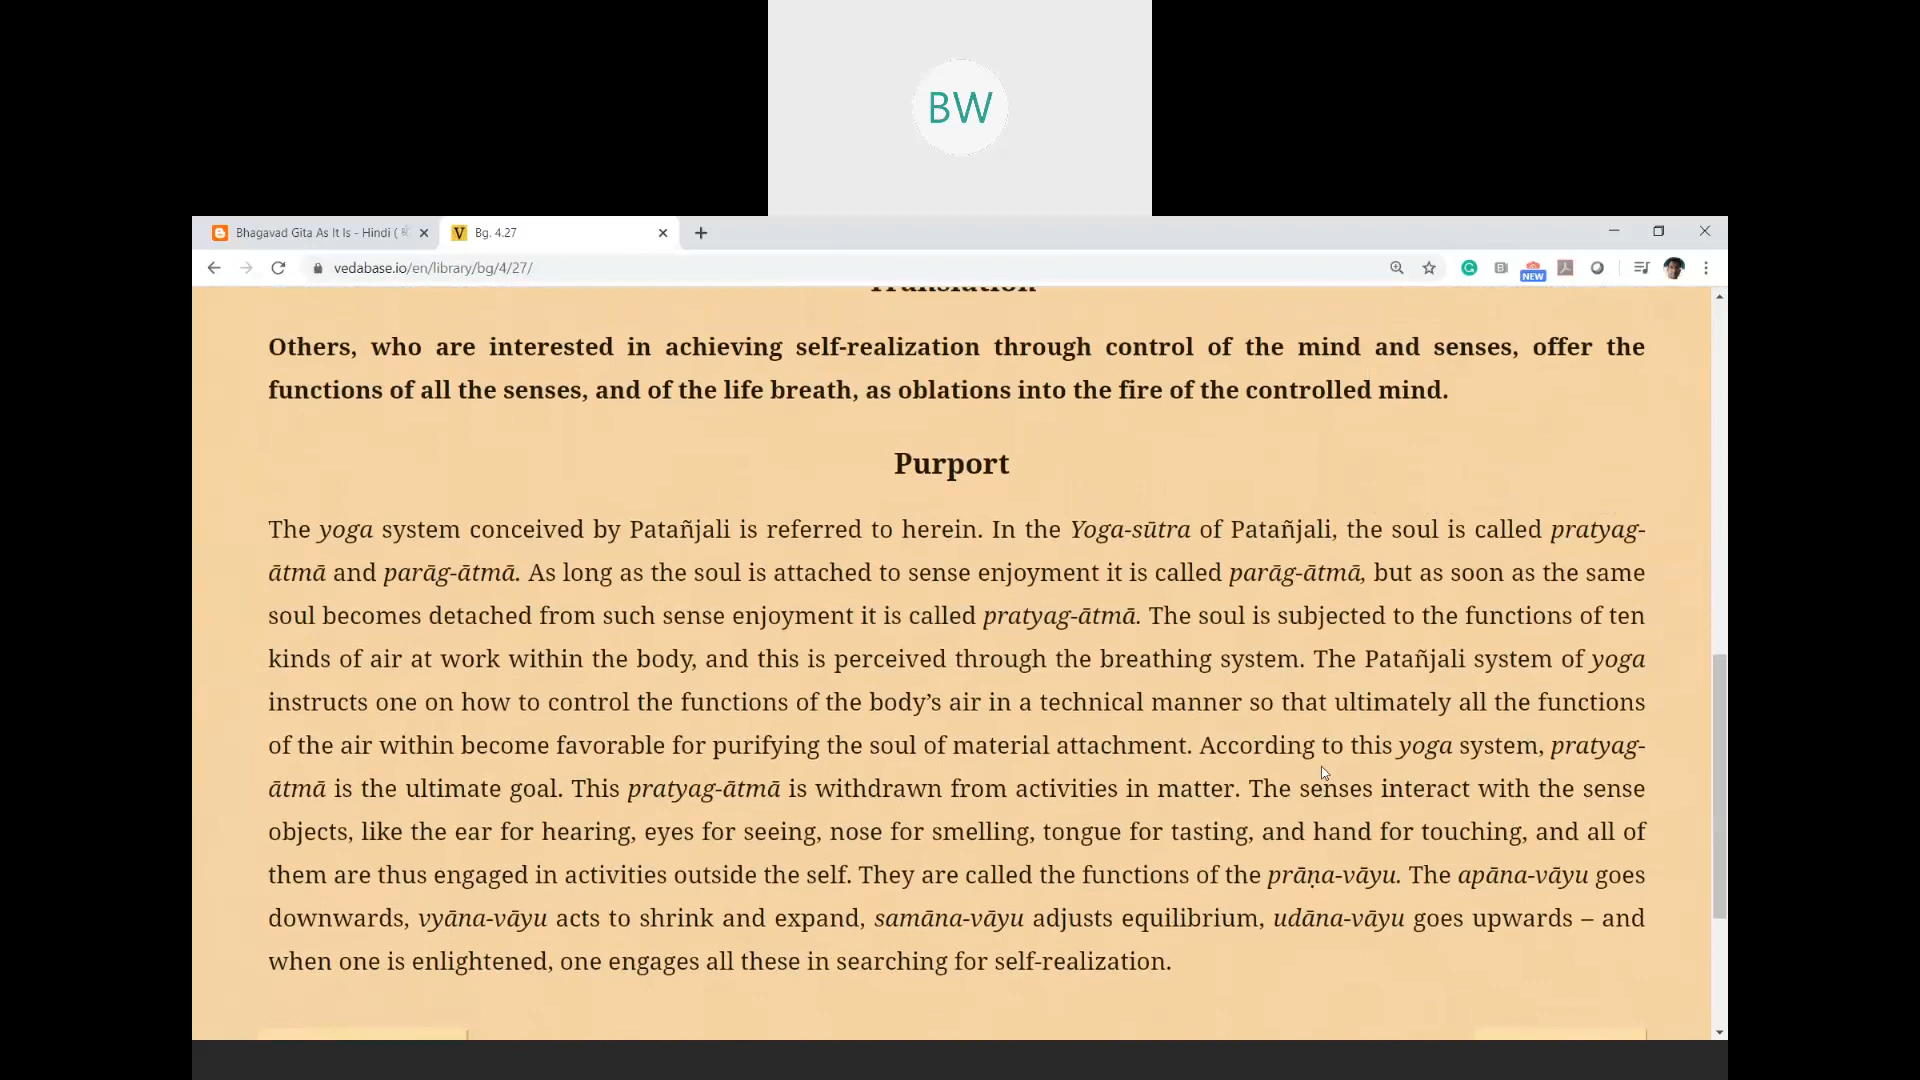 BW
Bhagavad Gita As It Is - Hindi (
Bg. 4.27
vedabase.io/en/library/bg/4/27/
NEW
Translation
Others, who are interested in achieving self-realization through control of the mind and senses, offer the
functions of all the senses, and of the life breath, as oblations into the fire of the controlled mind.
Purport
The yoga system conceived by Patañjali is referred to herein. In the Yoga-sūtra of Patañjali, the soul is called pratyag-
ātmā and parāg-ātmā. As long as the soul is attached to sense enjoyment it is called parāg-ātmā, but as soon as the same
soul becomes detached from such sense enjoyment it is called pratyag-ātmā. The soul is subjected to the functions of ten
kinds of air at work within the body, and this is perceived through the breathing system. The Patañjali system of yoga
instructs one on how to control the functions of the body’s air in a technical manner so that ultimately all the functions
of the air within become favorable for purifying the soul of material attachment. According to this yoga system, pratyag-
ātmā is the ultimate goal. This pratyag-ātmā is withdrawn from activities in matter. The senses interact with the sense
objects, like the ear for hearing, eyes for seeing, nose for smelling, tongue for tasting, and hand for touching, and all of
them are thus engaged in activities outside the self. They are called the functions of the prāṇa-vāyu. The apāna-vāyu goes
downwards, vyāna-vāyu acts to shrink and expand, samāna-vāyu adjusts equilibrium, udāna-vāyu goes upwards – and
when one is enlightened, one engages all these in searching for self-realization.